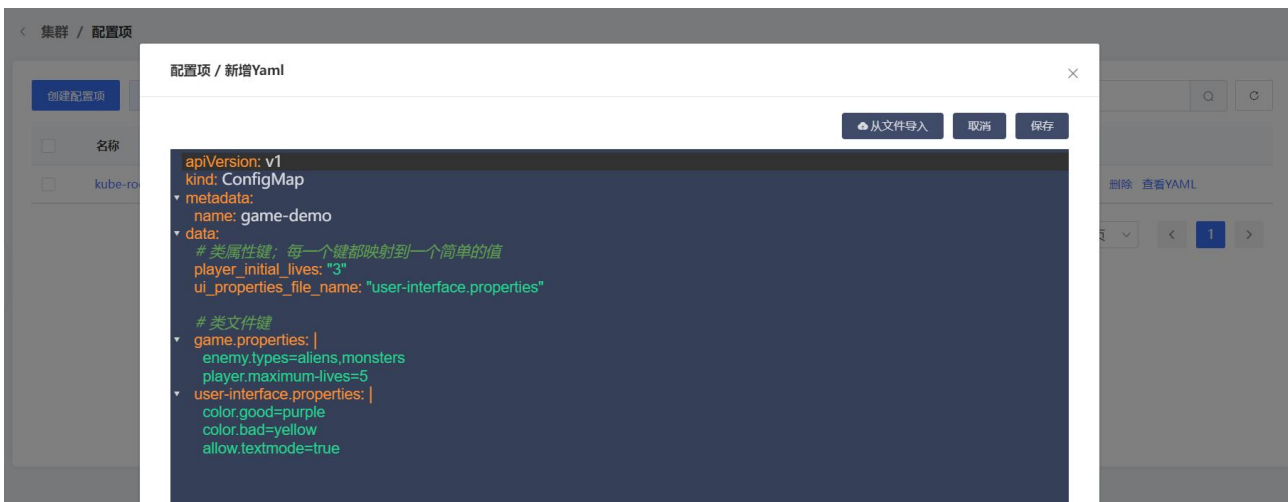 集群 / 配置项
配置项 / 新增Yaml
创建配置项
从文件导入
取消
保存
名称
kube-ro
删除 查看YAML
1
apiVersion: v1
kind: ConfigMap
metadata:
name: game-demo
data:
# 类属性键；每一个键都映射到一个简单的值
player_initial_lives: "3"
ui_properties_file_name: "user-interface.properties"
# 类文件键
game.properties: |
enemy.types=aliens,monsters
player.maximum-lives=5
user-interface.properties: |
color.good=purple
color.bad=yellow
allow.textmode=true